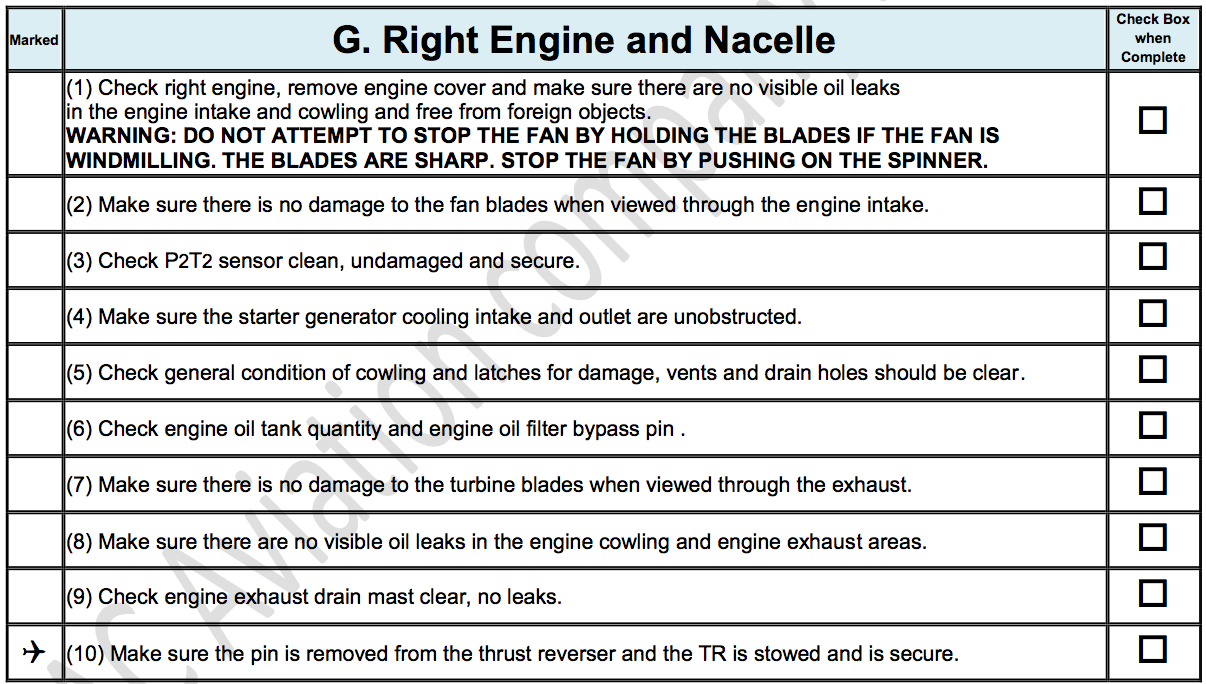 Marked
G. Right Engine and Nacelle
Check Box
when
Complete
(1) Check right engine, remove engine cover and make sure there are no visible oil leaks
in the engine intake and cowling and free from foreign objects.
WARNING: DO NOT ATTEMPT TO STOP THE FAN BY HOLDING THE BLADES IF THE FAN IS
WINDMILLING. THE BLADES ARE SHARP. STOP THE FAN BY PUSHING ON THE SPINNER.
(2) Make sure there is no damage to the fan blades when viewed through the engine intake.
(3) Check P2T2 sensor clean, undamaged and secure.
(4) Make sure the starter generator cooling intake and outlet are unobstructed.
(5) Check general condition of cowling and latches for damage, vents and drain holes should be clear.
(6) Check engine oil tank quantity and engine oil filter bypass pin .
(7) Make sure there is no damage to the turbine blades when viewed through the exhaust.
(8) Make sure there are no visible oil leaks in the engine cowling and engine exhaust areas.
(9) Check engine exhaust drain mast clear, no leaks.
(10) Make sure the pin is removed from the thrust reverser and the TR is stowed and is secure.
Aviation company